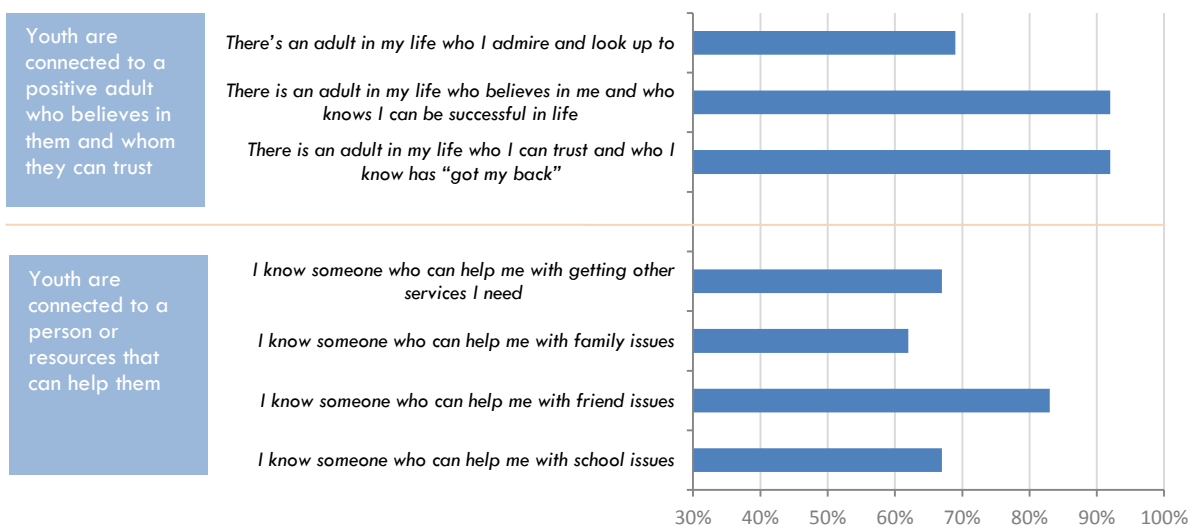 Youth are
connected to a
positive adult
who believes in
them and whom
they can trust
There’s an adult in my life who I admire and look up to
There is an adult in my life who believes in me and who
knows I can be successful in life
There is an adult in my life who I can trust and who I
know has “got my back”
Youth are
connected to a
person or
resources that
can help them
I know someone who can help me with getting other
services I need
I know someone who can help me with family issues
I know someone who can help me with friend issues
I know someone who can help me with school issues
30% 40% 50% 60% 70% 80% 90% 100%